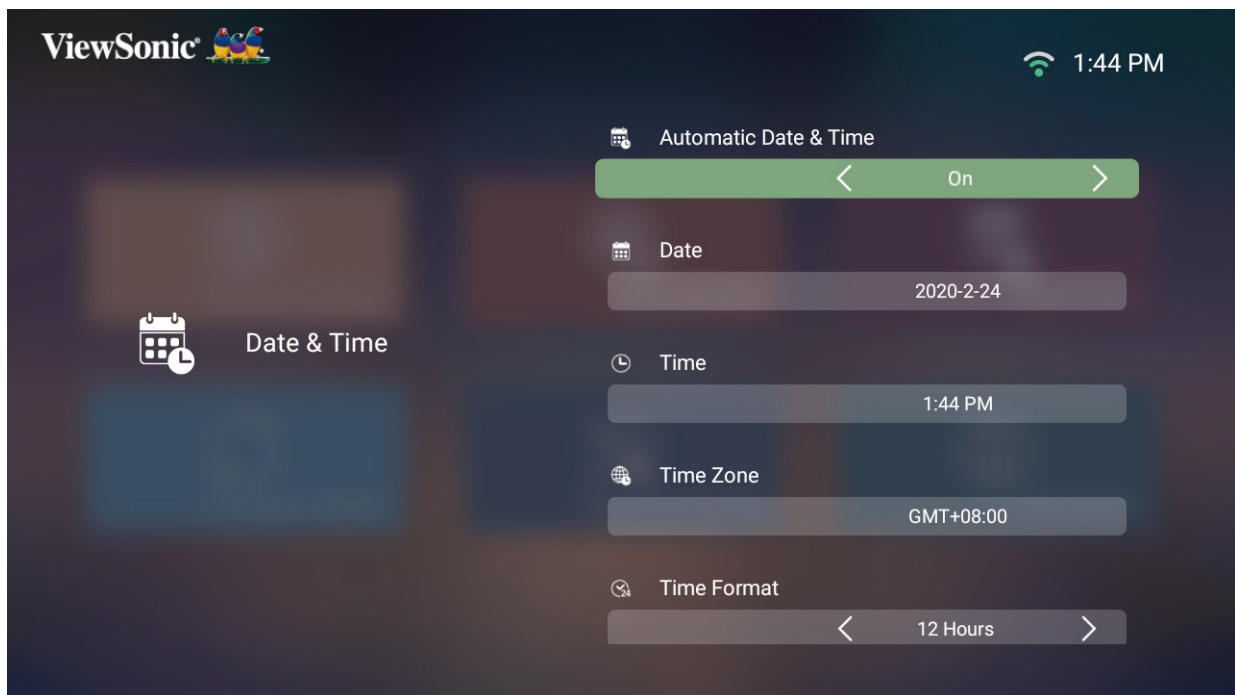 ViewSonic®
1:44 PM
Date & Time
Automatic Date & Time
On
Date
2020-2-24
Time
1:44 PM
Time Zone
GMT+08:00
24
Time Format
12 Hours